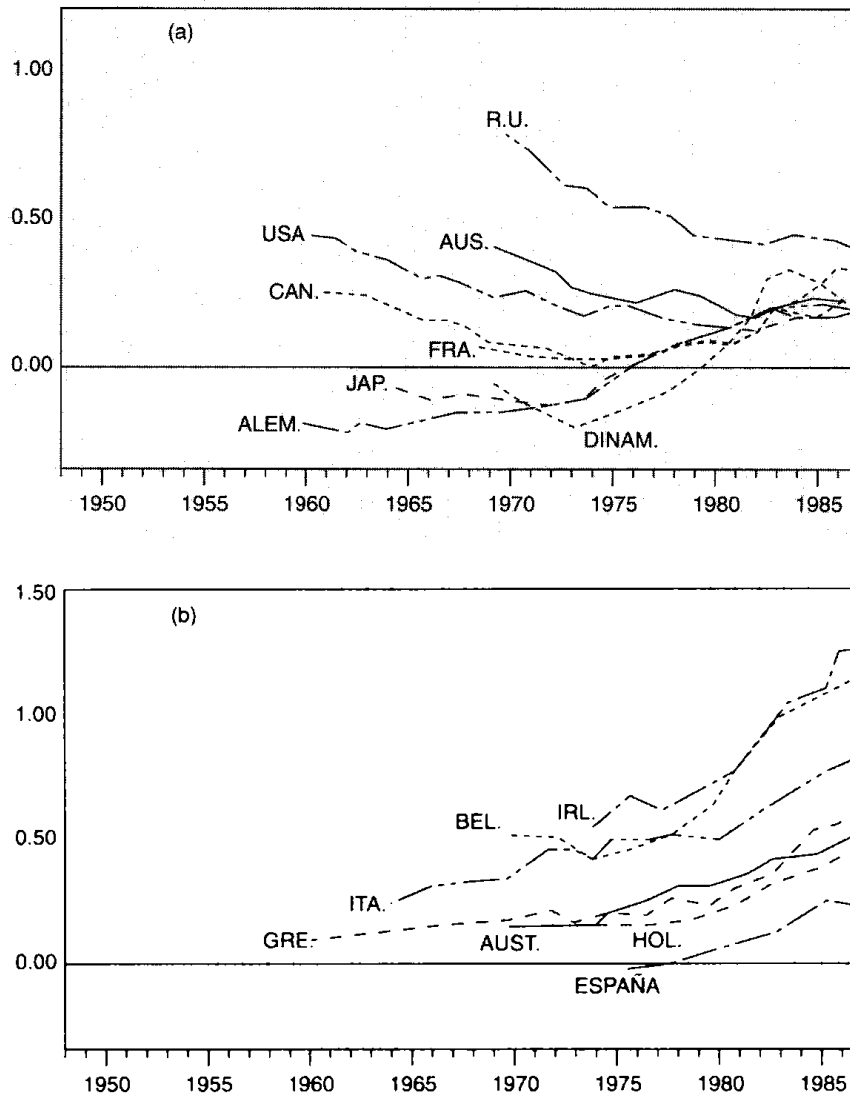 (a)
1.00
R.U.
0.50
USA
AUS.
CAN.
FRA.
0.00
JAP.
ALEM.
DINAM.
1950 1955 1960 1965 1970 1975 1980 1985
1.50
(b)
1.00
IRL.
BEL.
0.50
ITA.
GRE.
AUST.
HOL.
0.00
ESPAÑA
1950 1955 1960 1965 1970 1975 1980 1985